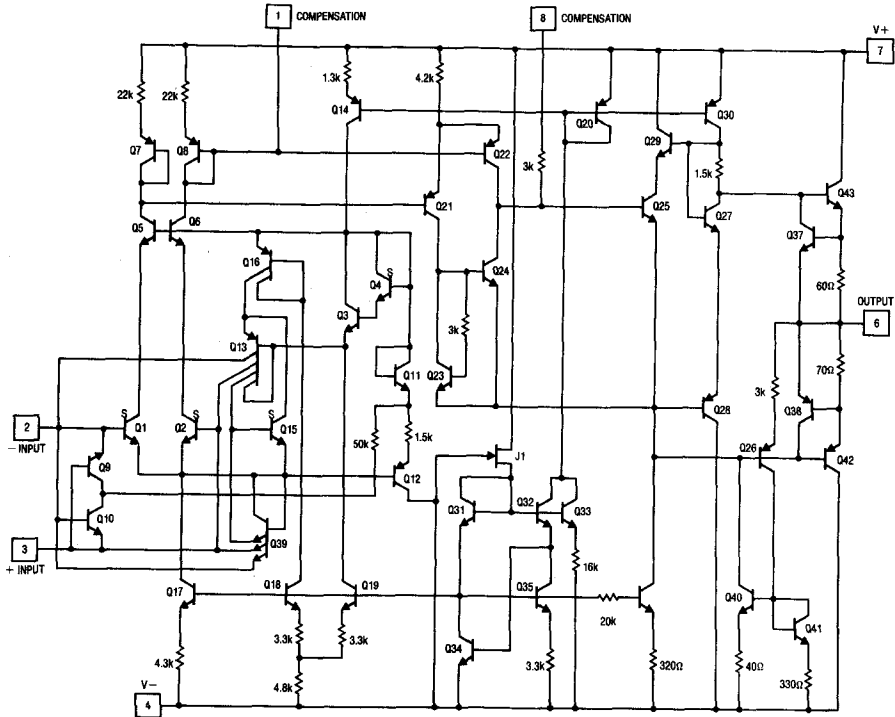 1 COMPENSATION
8 COMPENSATION
V+
7
22k
22k
1.3k
4.2k
Q14
Q20
Q30
Q7
Q8
Q22
3k
Q29
1.5k
Q43
Q21
Q25
Q27
Q5
Q6
Q37
Q16
Q4
S
Q24
60Ω
OUTPUT
6
Q3
3k
Q13
Q11
Q23
3k
70Ω
Q28
Q38
2
- INPUT
S
Q1
Q2
S
S
Q15
50k
1.5k
J1
Q26
Q42
Q9
Q12
Q31
Q32
Q33
Q10
Q39
3
+ INPUT
16k
Q17
Q18
Q19
Q35
20k
Q40
Q41
3.3k
3.3k
Q34
4.3k
4.8k
3.3k
320Ω
40Ω
330Ω
V-
4